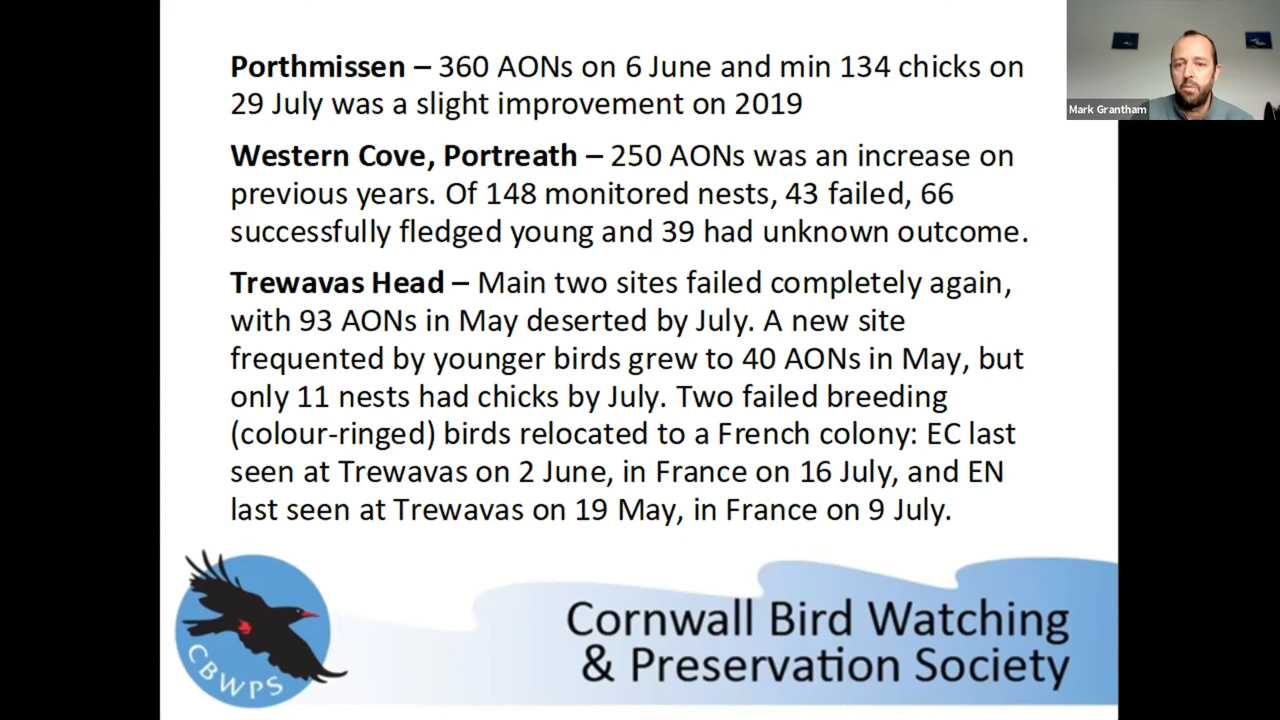 Porthmissen – 360 AONs on 6 June and min 134 chicks on
29 July was a slight improvement on 2019
Western Cove, Portreath – 250 AONs was an increase on
previous years. Of 148 monitored nests, 43 failed, 66
successfully fledged young and 39 had unknown outcome.
Trewavas Head – Main two sites failed completely again,
with 93 AONs in May deserted by July. A new site
frequented by younger birds grew to 40 AONs in May, but
only 11 nests had chicks by July. Two failed breeding
(colour-ringed) birds relocated to a French colony: EC last
seen at Trewavas on 2 June, in France on 16 July, and EN
last seen at Trewavas on 19 May, in France on 9 July.
Mark Grantham
CBWPS
Cornwall Bird Watching
& Preservation Society